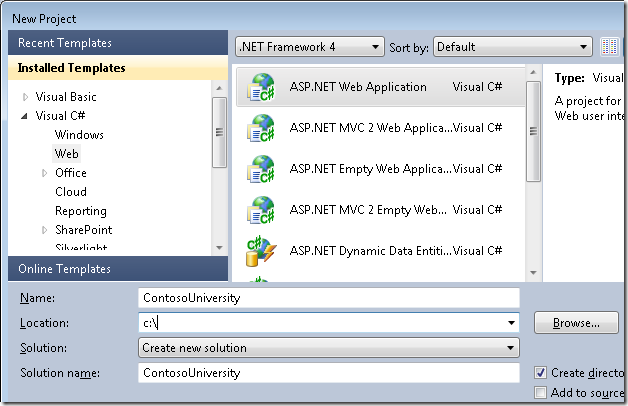 New Project
Recent Templates
Installed Templates
Visual Basic
Visual C#
Windows
Web
Office
Cloud
Reporting
SharePoint
Silverlight
Online Templates
.NET Framework 4
Sort by: Default
ASP.NET Web Application Visual C#
ASP.NET MVC 2 Web Applica... Visual C#
ASP.NET Empty Web Applica... Visual C#
ASP.NET MVC 2 Empty Web... Visual C#
ASP.NET Dynamic Data Entiti... Visual C#
Type: Visual
A project for
Web user inte
Name: ContosoUniversity
Location: c:\
Browse...
Solution: Create new solution
Solution name: ContosoUniversity
Create directo
Add to source